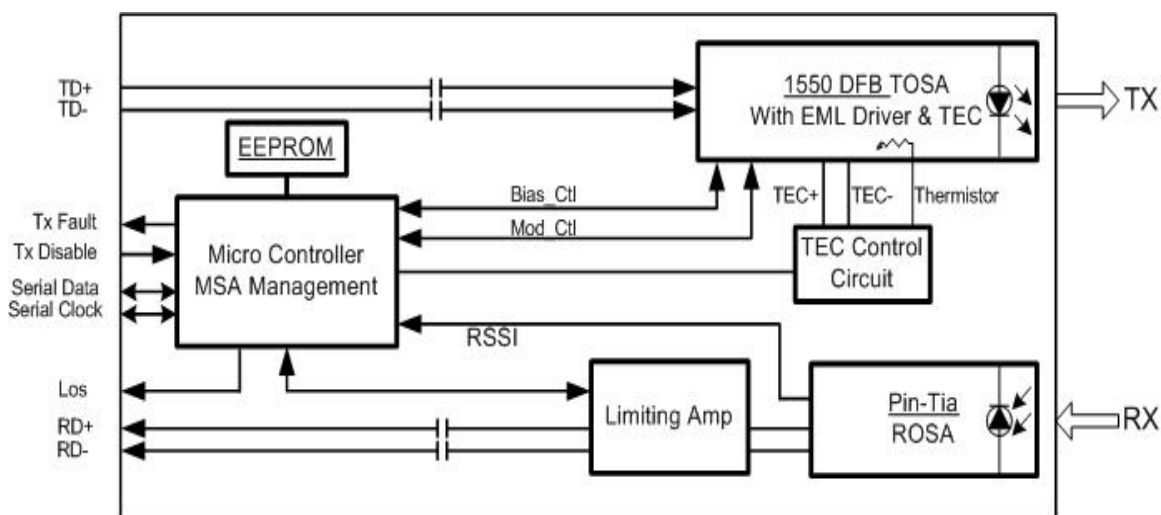 TD+
TD-
1550 DFB TOSA
With EML Driver & TEC
TX
EEPROM
Bias_Ctl
TEC+
TEC-
Thermistor
Tx Fault
Mod_Ctl
Tx Disable
Micro Controller
MSA Management
TEC Control
Circuit
Serial Data
Serial Clock
RSSI
Los
Limiting Amp
Pin-Tia
ROSA
RX
RD+
RD-